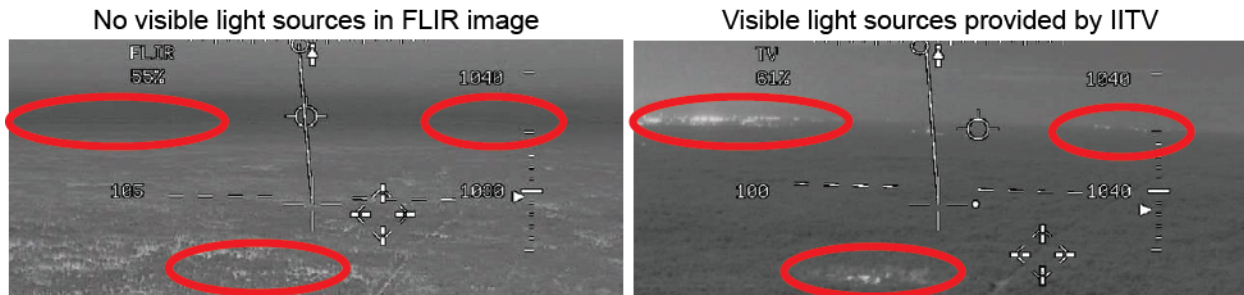 No visible light sources in FLIR image
Visible light sources provided by IITV
FLIR
55%
1040
105
1030
TV
61%
1040
100
1040